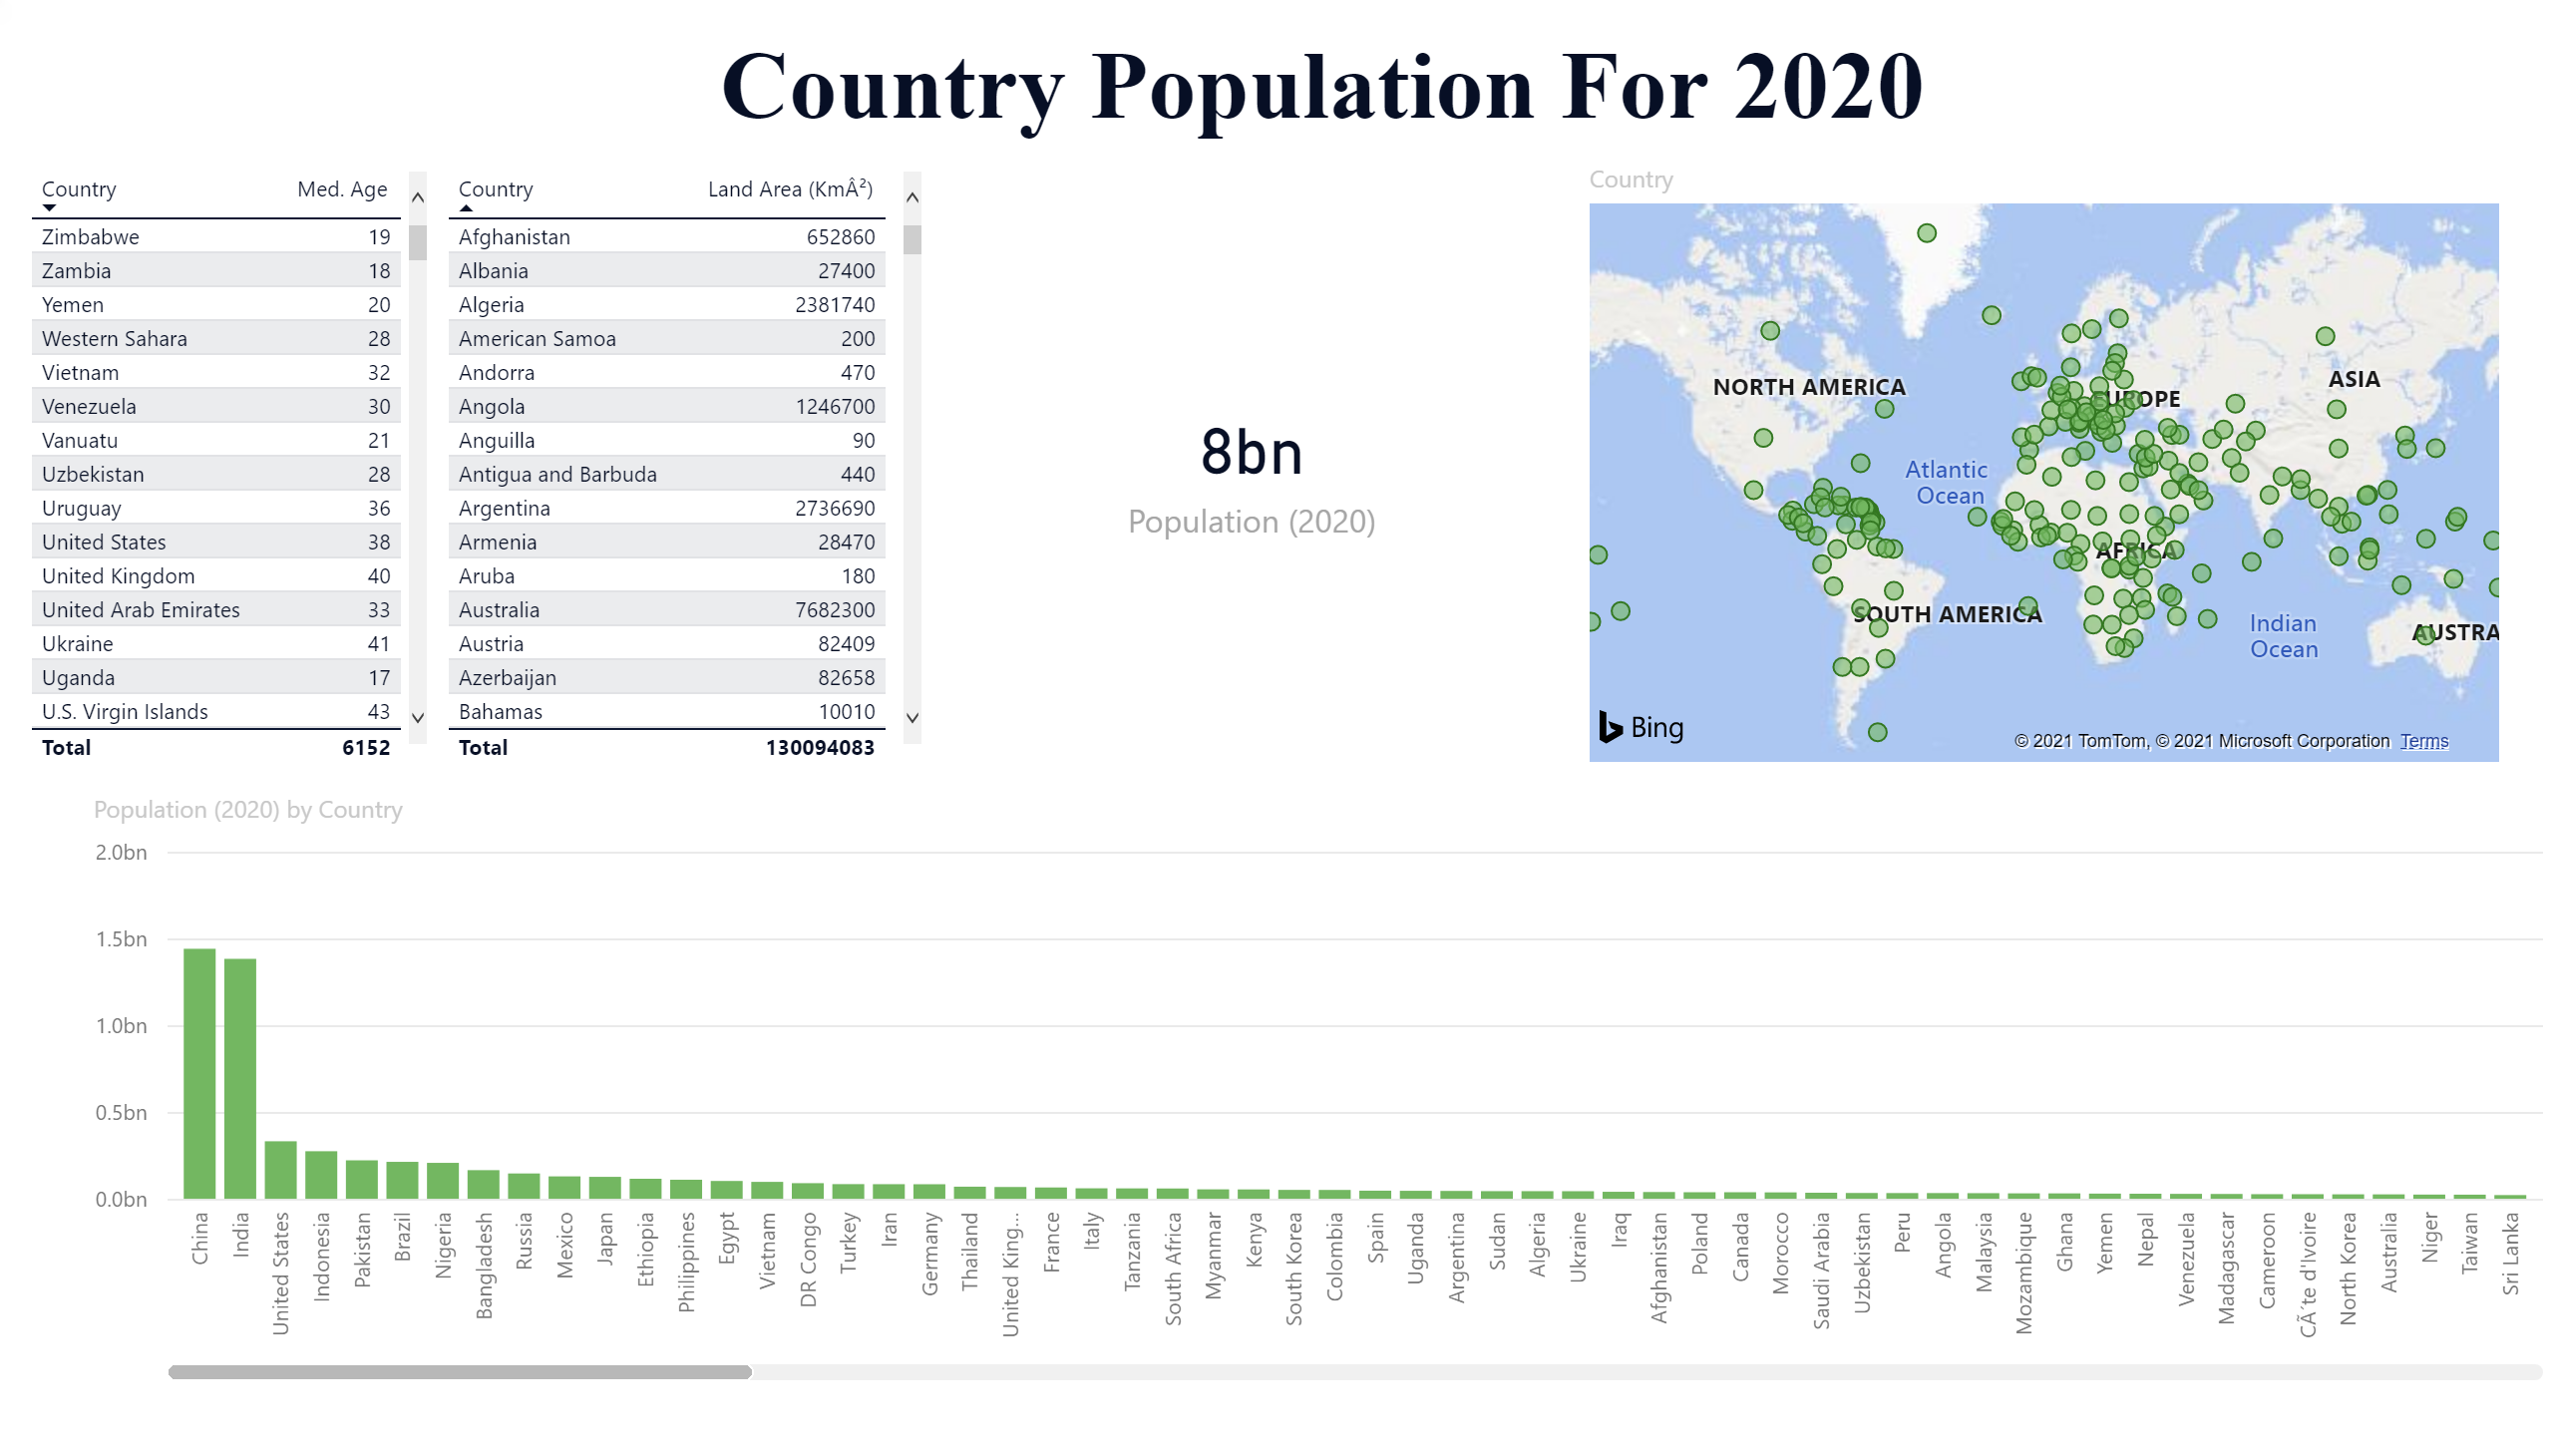 Country Population For 2020
Country Med. Age
Zimbabwe 19
Zambia 18
Yemen 20
Western Sahara 28
Vietnam 32
Venezuela 30
Vanuatu 21
Uzbekistan 28
Uruguay 36
United States 38
United Kingdom 40
United Arab Emirates 33
Ukraine 41
Uganda 17
U.S. Virgin Islands 43
Total 6152
Country Land Area (KmÂ²)
Afghanistan 652860
Albania 27400
Algeria 2381740
American Samoa 200
Andorra 470
Angola 1246700
Anguilla 90
Antigua and Barbuda 440
Argentina 2736690
Armenia 28470
Aruba 180
Australia 7682300
Austria 82409
Azerbaijan 82658
Bahamas 10010
Total 130094083
8bn
Population (2020)
Country
NORTH AMERICA
ASIA
EUROPE
Atlantic
Ocean
AFRICA
SOUTH AMERICA
Indian
Ocean
AUSTRA
Bing
© 2021 TomTom, © 2021 Microsoft Corporation Terms
Population (2020) by Country
2.0bn
1.5bn
1.0bn
0.5bn
0.0bn
China
India
United States
Indonesia
Pakistan
Brazil
Nigeria
Bangladesh
Russia
Mexico
Japan
Ethiopia
Philippines
Egypt
Vietnam
DR Congo
Turkey
Iran
Germany
Thailand
United King...
France
Italy
Tanzania
South Africa
Myanmar
Kenya
South Korea
Colombia
Spain
Uganda
Argentina
Sudan
Algeria
Ukraine
Iraq
Afghanistan
Poland
Canada
Morocco
Saudi Arabia
Uzbekistan
Peru
Angola
Malaysia
Mozambique
Ghana
Yemen
Nepal
Venezuela
Madagascar
Cameroon
CÃ´te d'Ivoire
North Korea
Australia
Niger
Taiwan
Sri Lanka